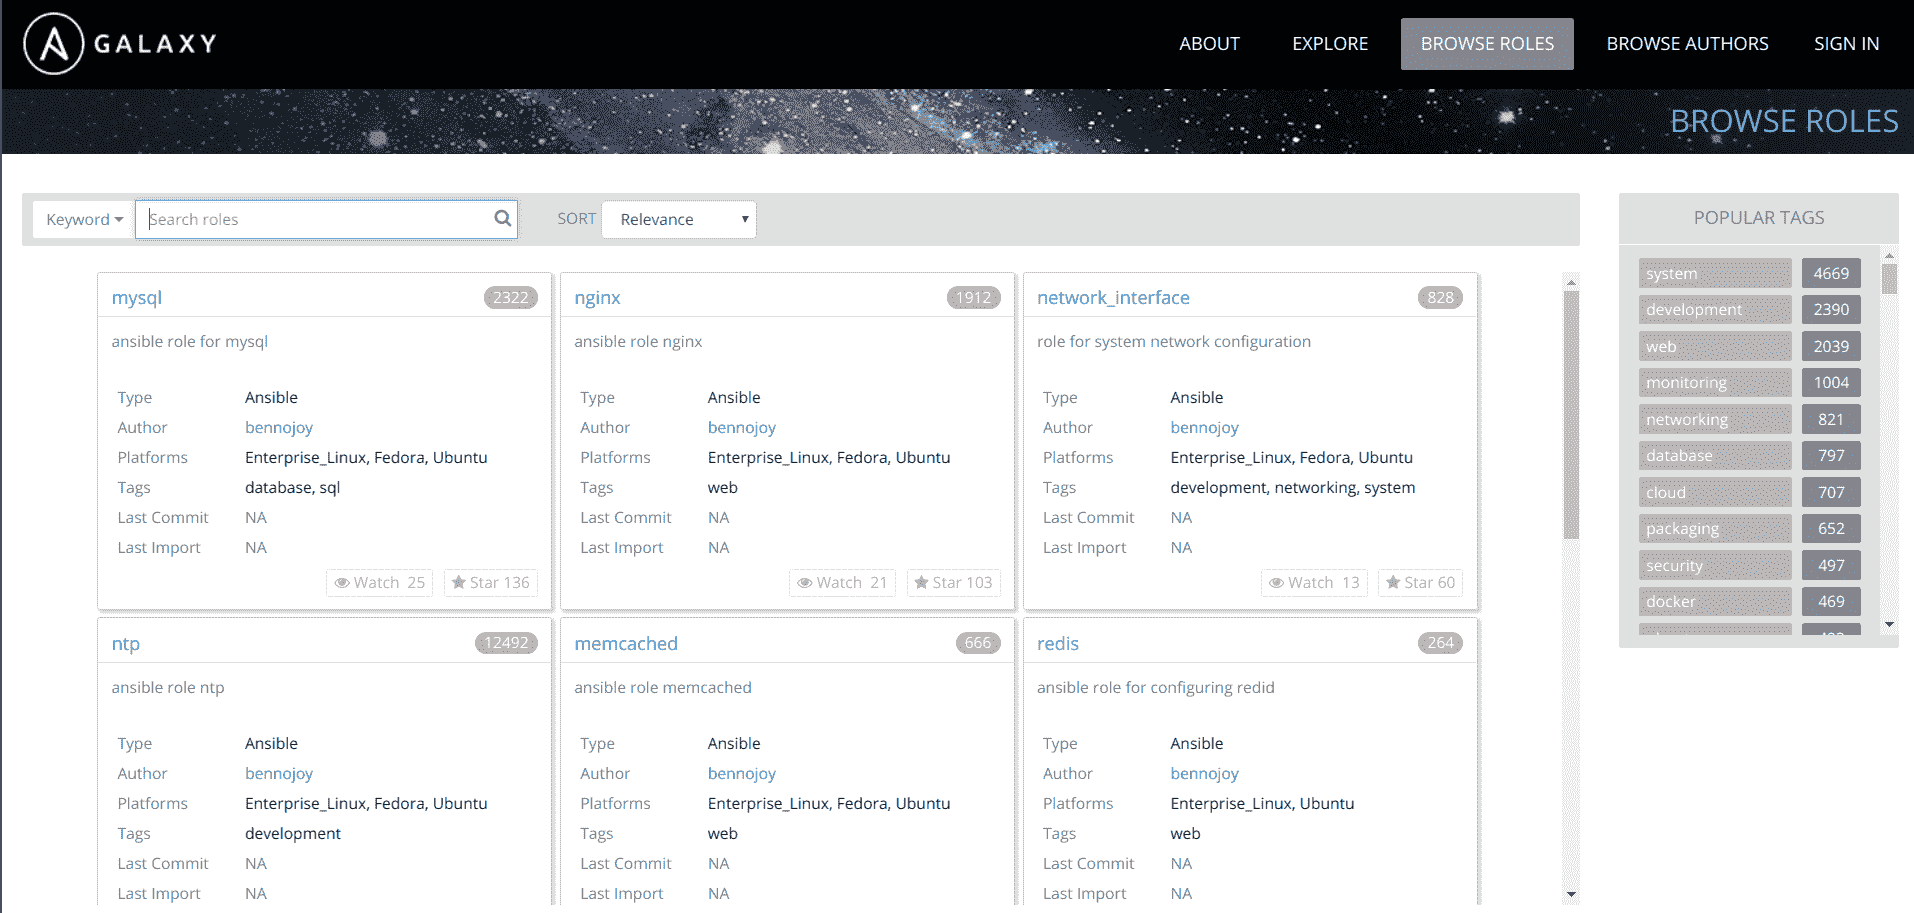 GALAXY
ABOUT EXPLORE BROWSE ROLES BROWSE AUTHORS SIGN IN
BROWSE ROLES
Keyword Search roles SORT Relevance
mysql 2322
ansible role for mysql
Type Ansible
Author bennojoy
Platforms Enterprise_Linux, Fedora, Ubuntu
Tags database, sql
Last Commit NA
Last Import NA
Watch 25 Star 136
nginx 1912
ansible role nginx
Type Ansible
Author bennojoy
Platforms Enterprise_Linux, Fedora, Ubuntu
Tags web
Last Commit NA
Last Import NA
Watch 21 Star 103
network_interface 828
role for system network configuration
Type Ansible
Author bennojoy
Platforms Enterprise_Linux, Fedora, Ubuntu
Tags development, networking, system
Last Commit NA
Last Import NA
Watch 13 Star 60
ntp 12492
ansible role ntp
Type Ansible
Author bennojoy
Platforms Enterprise_Linux, Fedora, Ubuntu
Tags development
Last Commit NA
Last Import NA
memcached 666
ansible role memcached
Type Ansible
Author bennojoy
Platforms Enterprise_Linux, Fedora, Ubuntu
Tags web
Last Commit NA
Last Import NA
redis 264
ansible role for configuring redid
Type Ansible
Author bennojoy
Platforms Enterprise_Linux, Ubuntu
Tags web
Last Commit NA
Last Import NA
POPULAR TAGS
system 4669
development 2390
web 2039
monitoring 1004
networking 821
database 797
cloud 707
packaging 652
security 497
docker 469